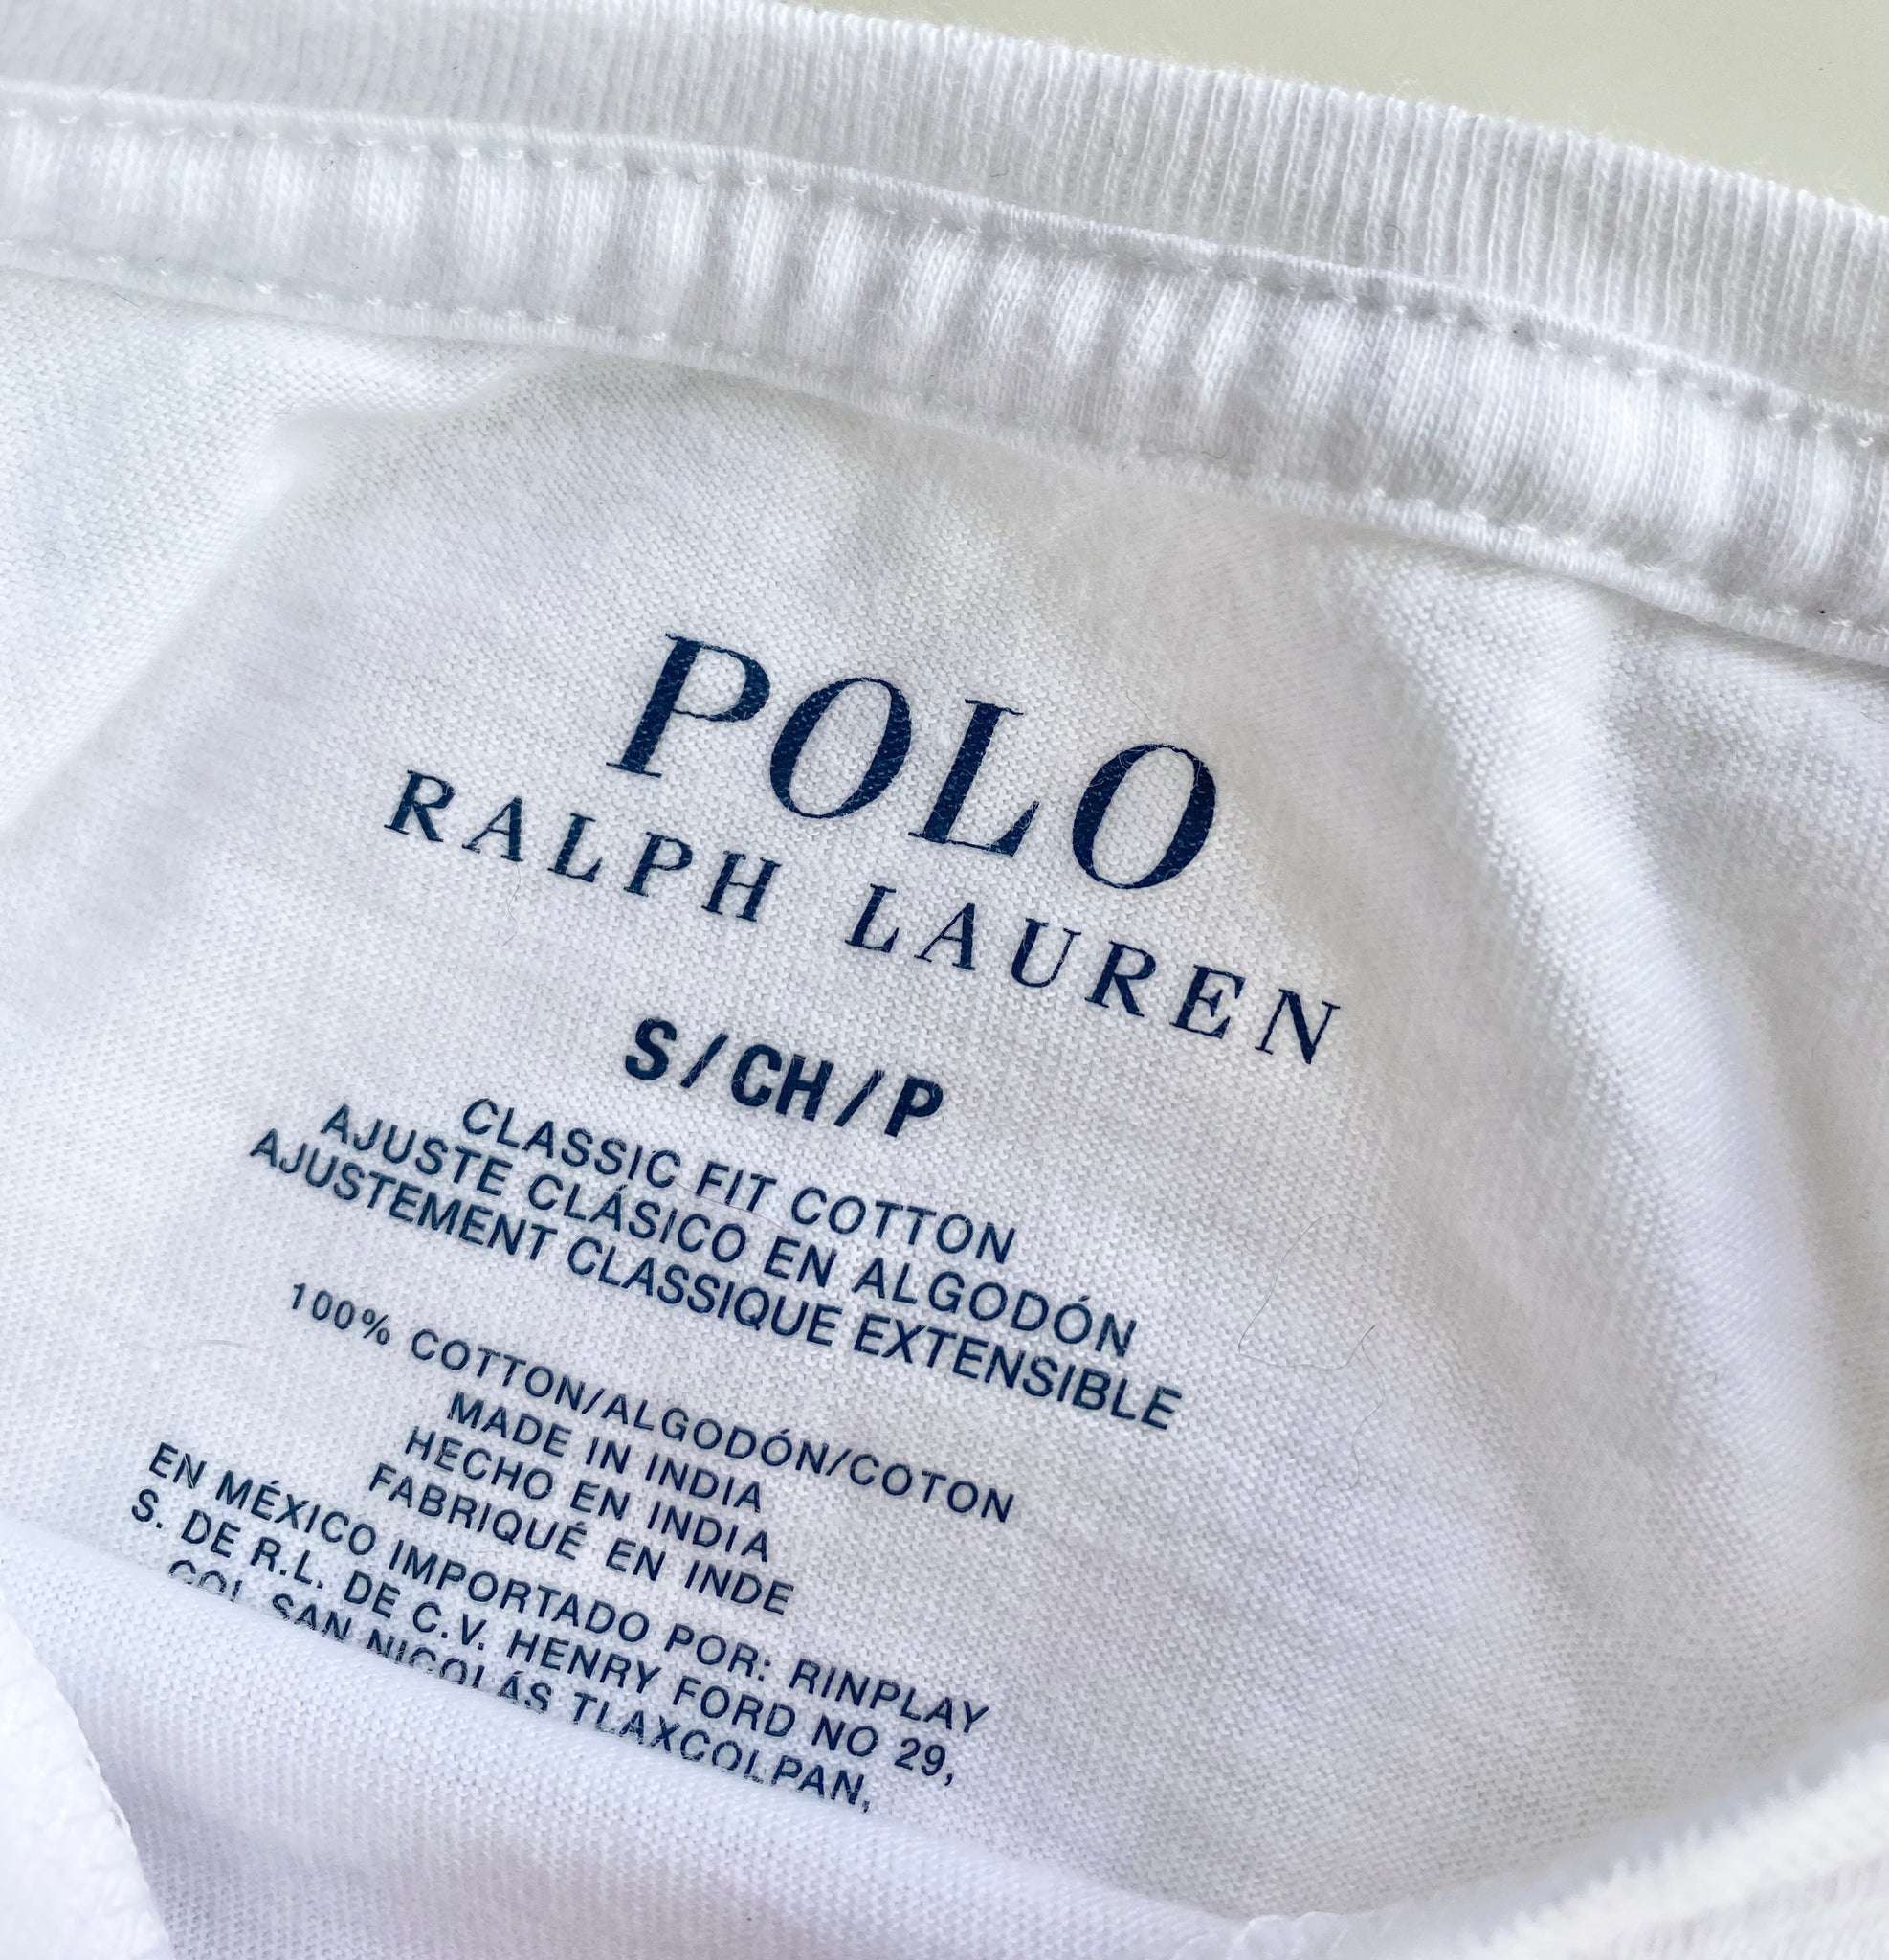 POLO
RALPH LAUREN
S/CH/P
CLASSIC FIT COTTON
AJUSTE CLÁSICO EN ALGODÓN
AJUSTEMENT CLASSIQUE EXTENSIBLE
100% COTTON/ALGODÓN/COTON
MADE IN INDIA
HECHO EN INDIA
FABRIQUÉ EN INDE
EN MÉXICO IMPORTADO POR: RINPLAY
S. DE R.L. DE C.V. HENRY FORD NO 29,
COL SAN NICOLÁS TLAXCOLPAN,